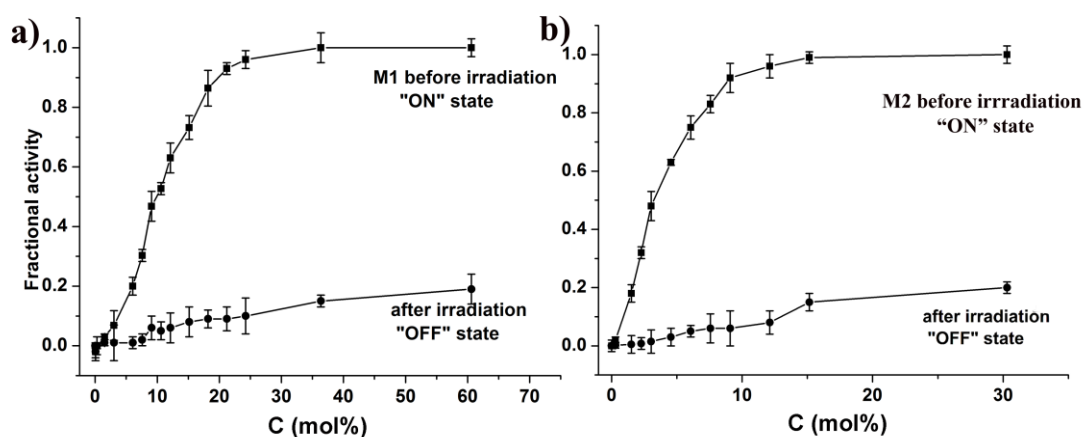 a)
Fractional activity
1.0
0.8
0.6
0.4
0.2
0.0
M1 before irradiation
"ON" state
after irradiation
"OFF" state
0 10 20 30 40 50 60 70
C (mol%)
b)
1.0
0.8
0.6
0.4
0.2
0.0
M2 before irrradiation
“ON” state
after irradiation
"OFF" state
0 10 20 30
C (mol%)